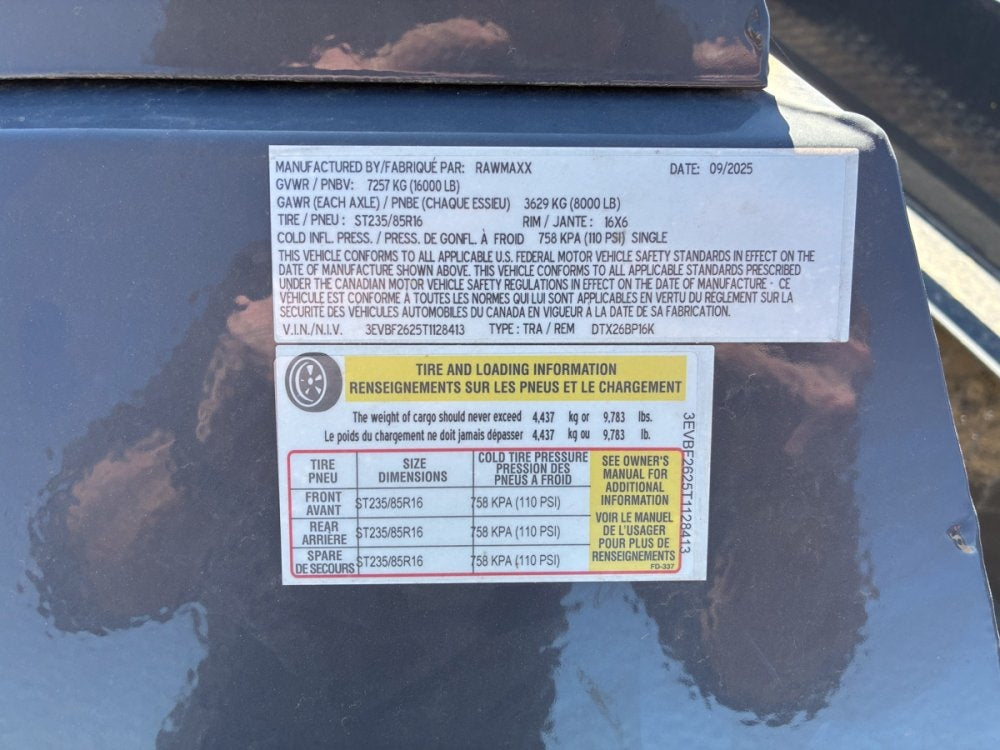 MANUFACTURED BY/FABRIQUÉ PAR: RAWMAXX DATE: 09/2025
GVWR / PNBV: 7257 KG (16000 LB)
GAWR (EACH AXLE) / PNBE (CHAQUE ESSIEU) 3629 KG (8000 LB)
TIRE / PNEU : ST235/85R16 RIM / JANTE : 16X6
COLD INFL. PRESS. / PRESS. DE GONFL. À FROID 758 KPA (110 PSI) SINGLE
THIS VEHICLE CONFORMS TO ALL APPLICABLE U.S. FEDERAL MOTOR VEHICLE SAFETY STANDARDS IN EFFECT ON THE
DATE OF MANUFACTURE SHOWN ABOVE. THIS VEHICLE CONFORMS TO ALL APPLICABLE STANDARDS PRESCRIBED
UNDER THE CANADIAN MOTOR VEHICLE SAFETY REGULATIONS IN EFFECT ON THE DATE OF MANUFACTURE · CE
VÉHICULE EST CONFORME À TOUTES LES NORMES QUI LUI SONT APPLICABLES EN VERTU DU RÈGLEMENT SUR LA
SÉCURITÉ DES VÉHICULES AUTOMOBILES DU CANADA EN VIGUEUR À LA DATE DE SA FABRICATION.
V.I.N./N.I.V. 3EVBF2625T1128413 TYPE : TRA / REM DTX26BP16K
TIRE AND LOADING INFORMATION
RENSEIGNEMENTS SUR LES PNEUS ET LE CHARGEMENT
The weight of cargo should never exceed 4,437 kg or 9,783 lbs.
Le poids du chargement ne doit jamais dépasser 4,437 kg ou 9,783 lb.
TIRE
PNEU
SIZE
DIMENSIONS
COLD TIRE PRESSURE
PRESSION DES
PNEUS A FROID
FRONT
AVANT
ST235/85R16 758 KPA (110 PSI)
REAR
ARRIÈRE
ST235/85R16 758 KPA (110 PSI)
SPARE
DE SECOURS
ST235/85R16 758 KPA (110 PSI)
SEE OWNER'S
MANUAL FOR
ADDITIONAL
INFORMATION
VOIR LE MANUEL
DE L'USAGER
POUR PLUS DE
RENSEIGNEMENTS
FD-337
3EVBF2625T1128413